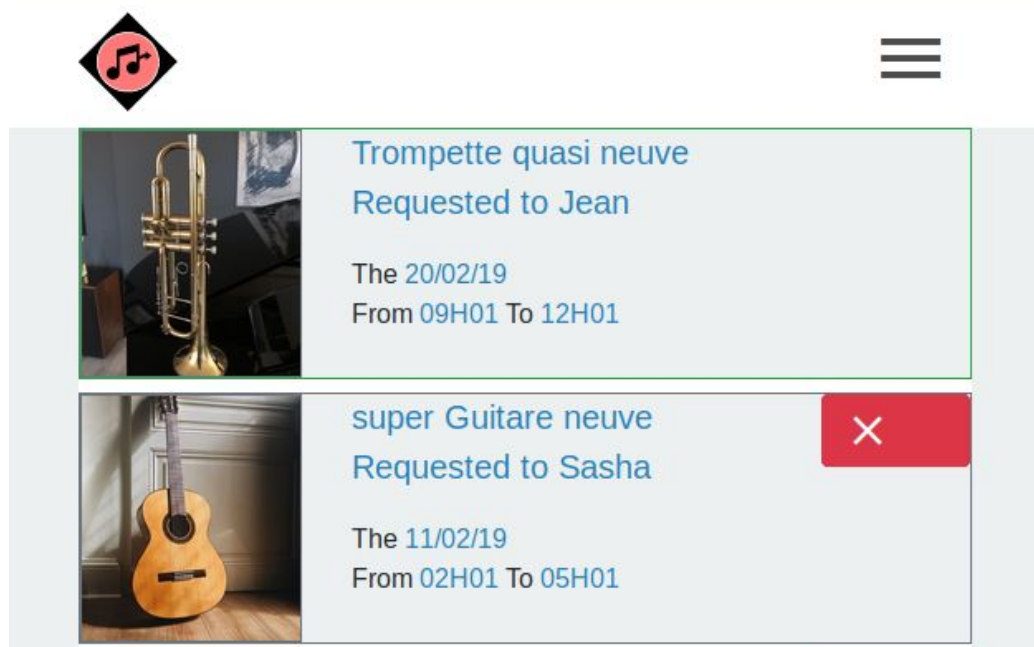 Trompette quasi neuve
Requested to Jean
The 20/02/19
From 09H01 To 12H01
super Guitare neuve
Requested to Sasha
The 11/02/19
From 02H01 To 05H01